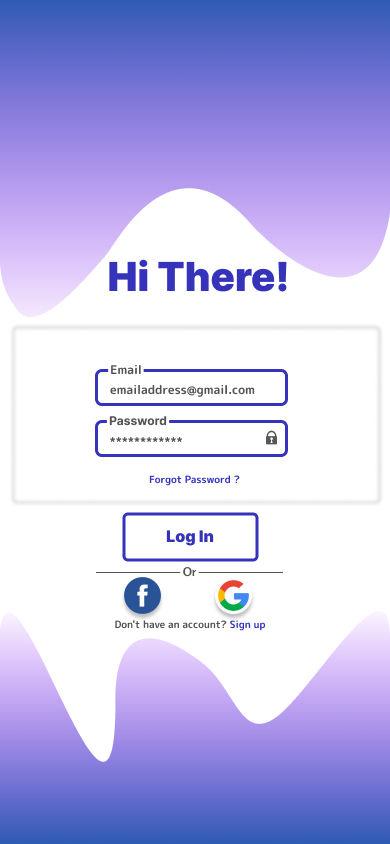 Hi There!
Email
emailaddress@gmail.com
Password
************
Forgot Password ?
Log In
Or
Don't have an account? Sign up